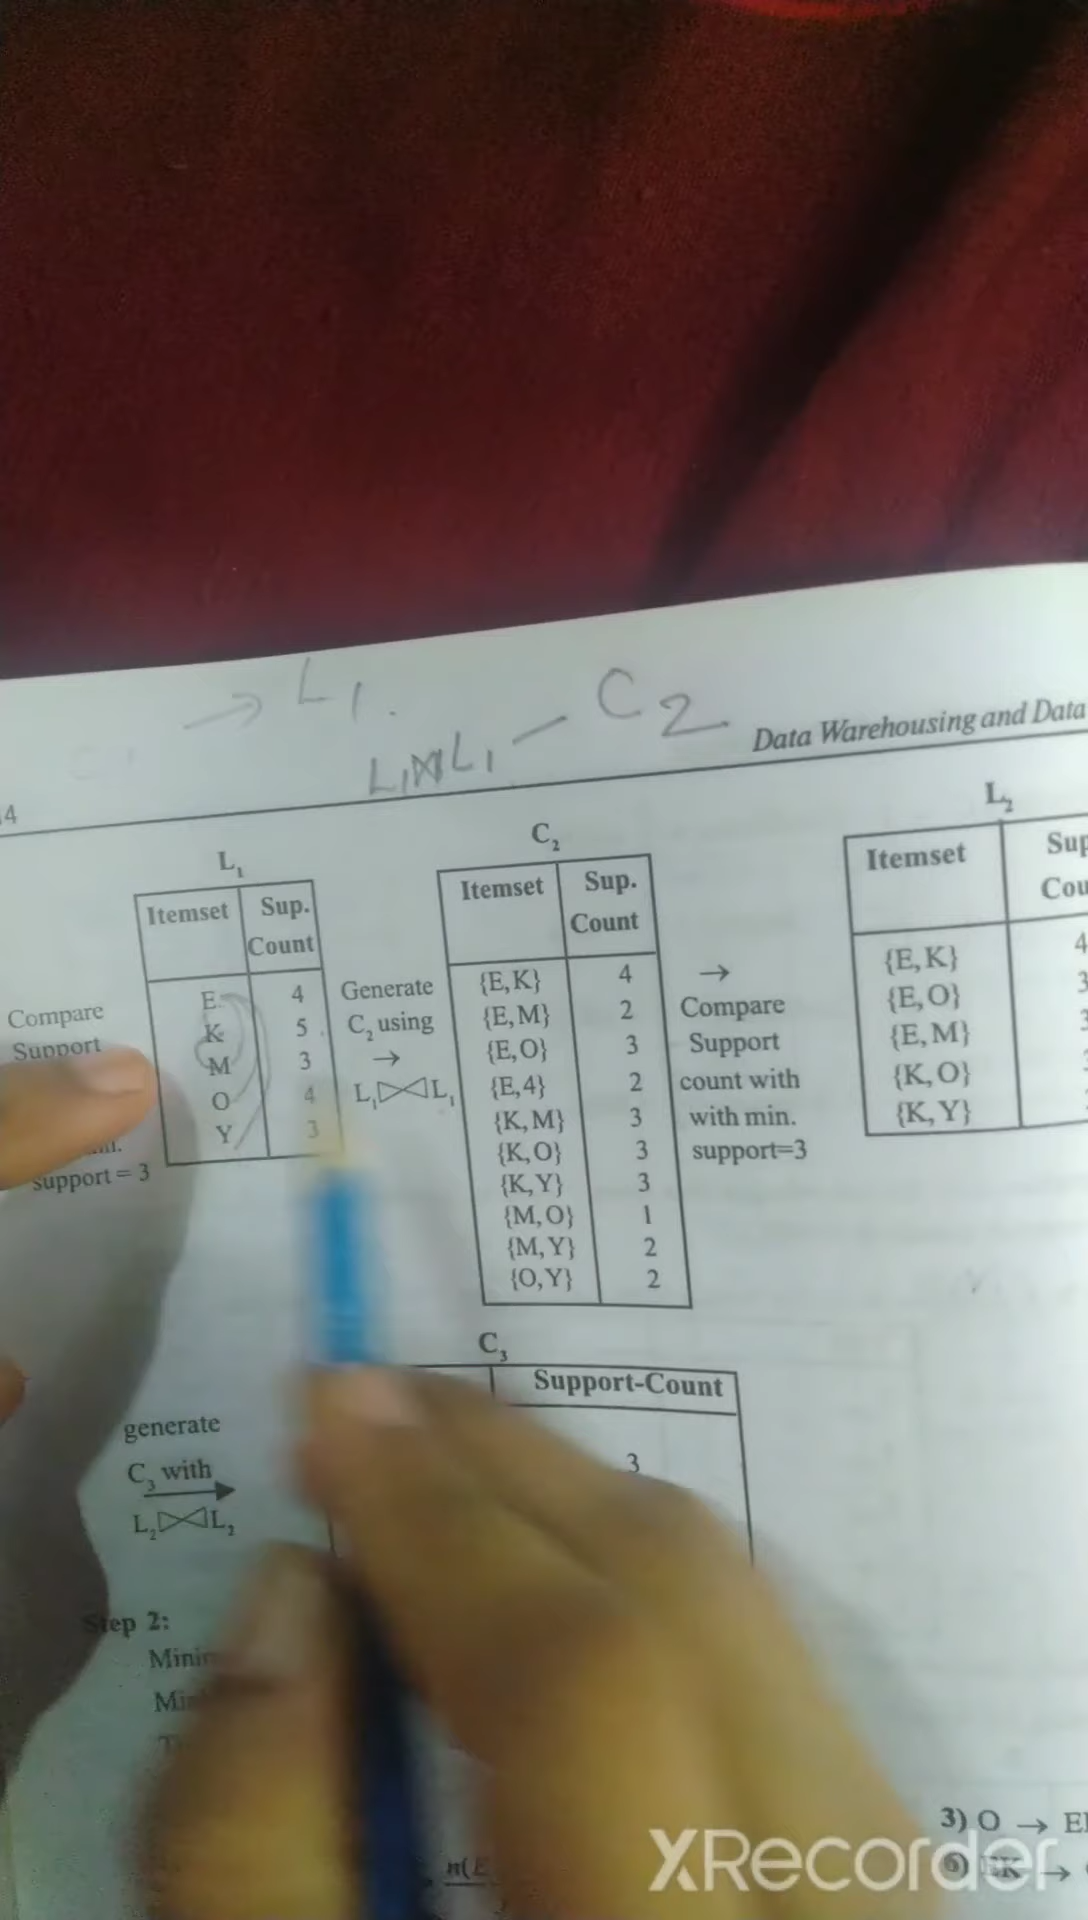 → L1.
L1⋈L1 – C2
Data Warehousing and Data
4
L1
Itemset Sup. Count
E 4
K 5
M 3
O 4
Y 3
Compare
Support
support = 3
Generate
C2 using
→
L1⋈L1
C2
Itemset Sup. Count
{E,K} 4
{E,M} 2
{E,O} 3
{E,4} 2
{K,M} 3
{K,O} 3
{K,Y} 3
{M,O} 1
{M,Y} 2
{O,Y} 2
→
Compare
Support
count with
with min.
support=3
L2
Itemset
{E,K} 4
{E,O} 3
{E,M}
{K,O}
{K,Y}
generate
C3 with
→
L2⋈L2
C3
Support-Count
3
Step 2:
3) O →
→
XRecorder